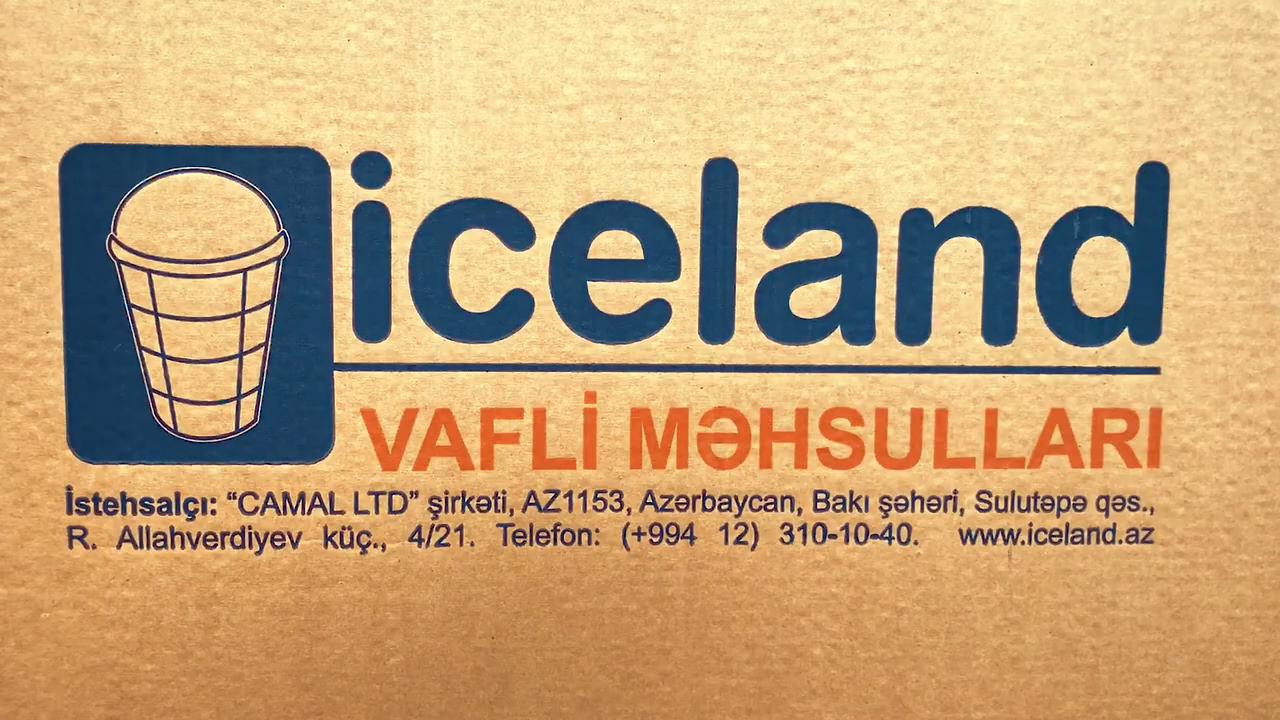 iceland
VAFLİ MƏHSULLARI
İstehsalçı: “CAMAL LTD” şirkəti, AZ1153, Azərbaycan, Bakı şəhəri, Sulutəpə qəs.,
R. Allahverdiyev küç., 4/21. Telefon: (+994 12) 310-10-40. www.iceland.az